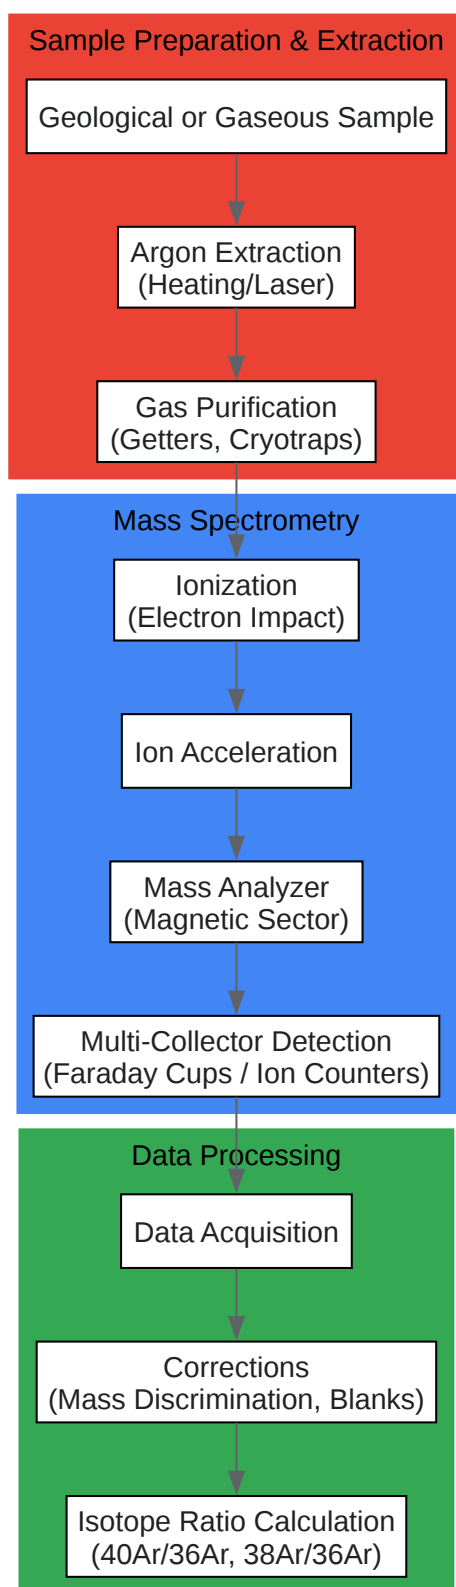 Sample Preparation & Extraction
Geological or Gaseous Sample
Argon Extraction
(Heating/Laser)
Gas Purification
(Getters, Cryotraps)
Mass Spectrometry
Ionization
(Electron Impact)
Ion Acceleration
Mass Analyzer
(Magnetic Sector)
Multi-Collector Detection
(Faraday Cups / Ion Counters)
Data Processing
Data Acquisition
Corrections
(Mass Discrimination, Blanks)
Isotope Ratio Calculation
(40Ar/36Ar, 38Ar/36Ar)